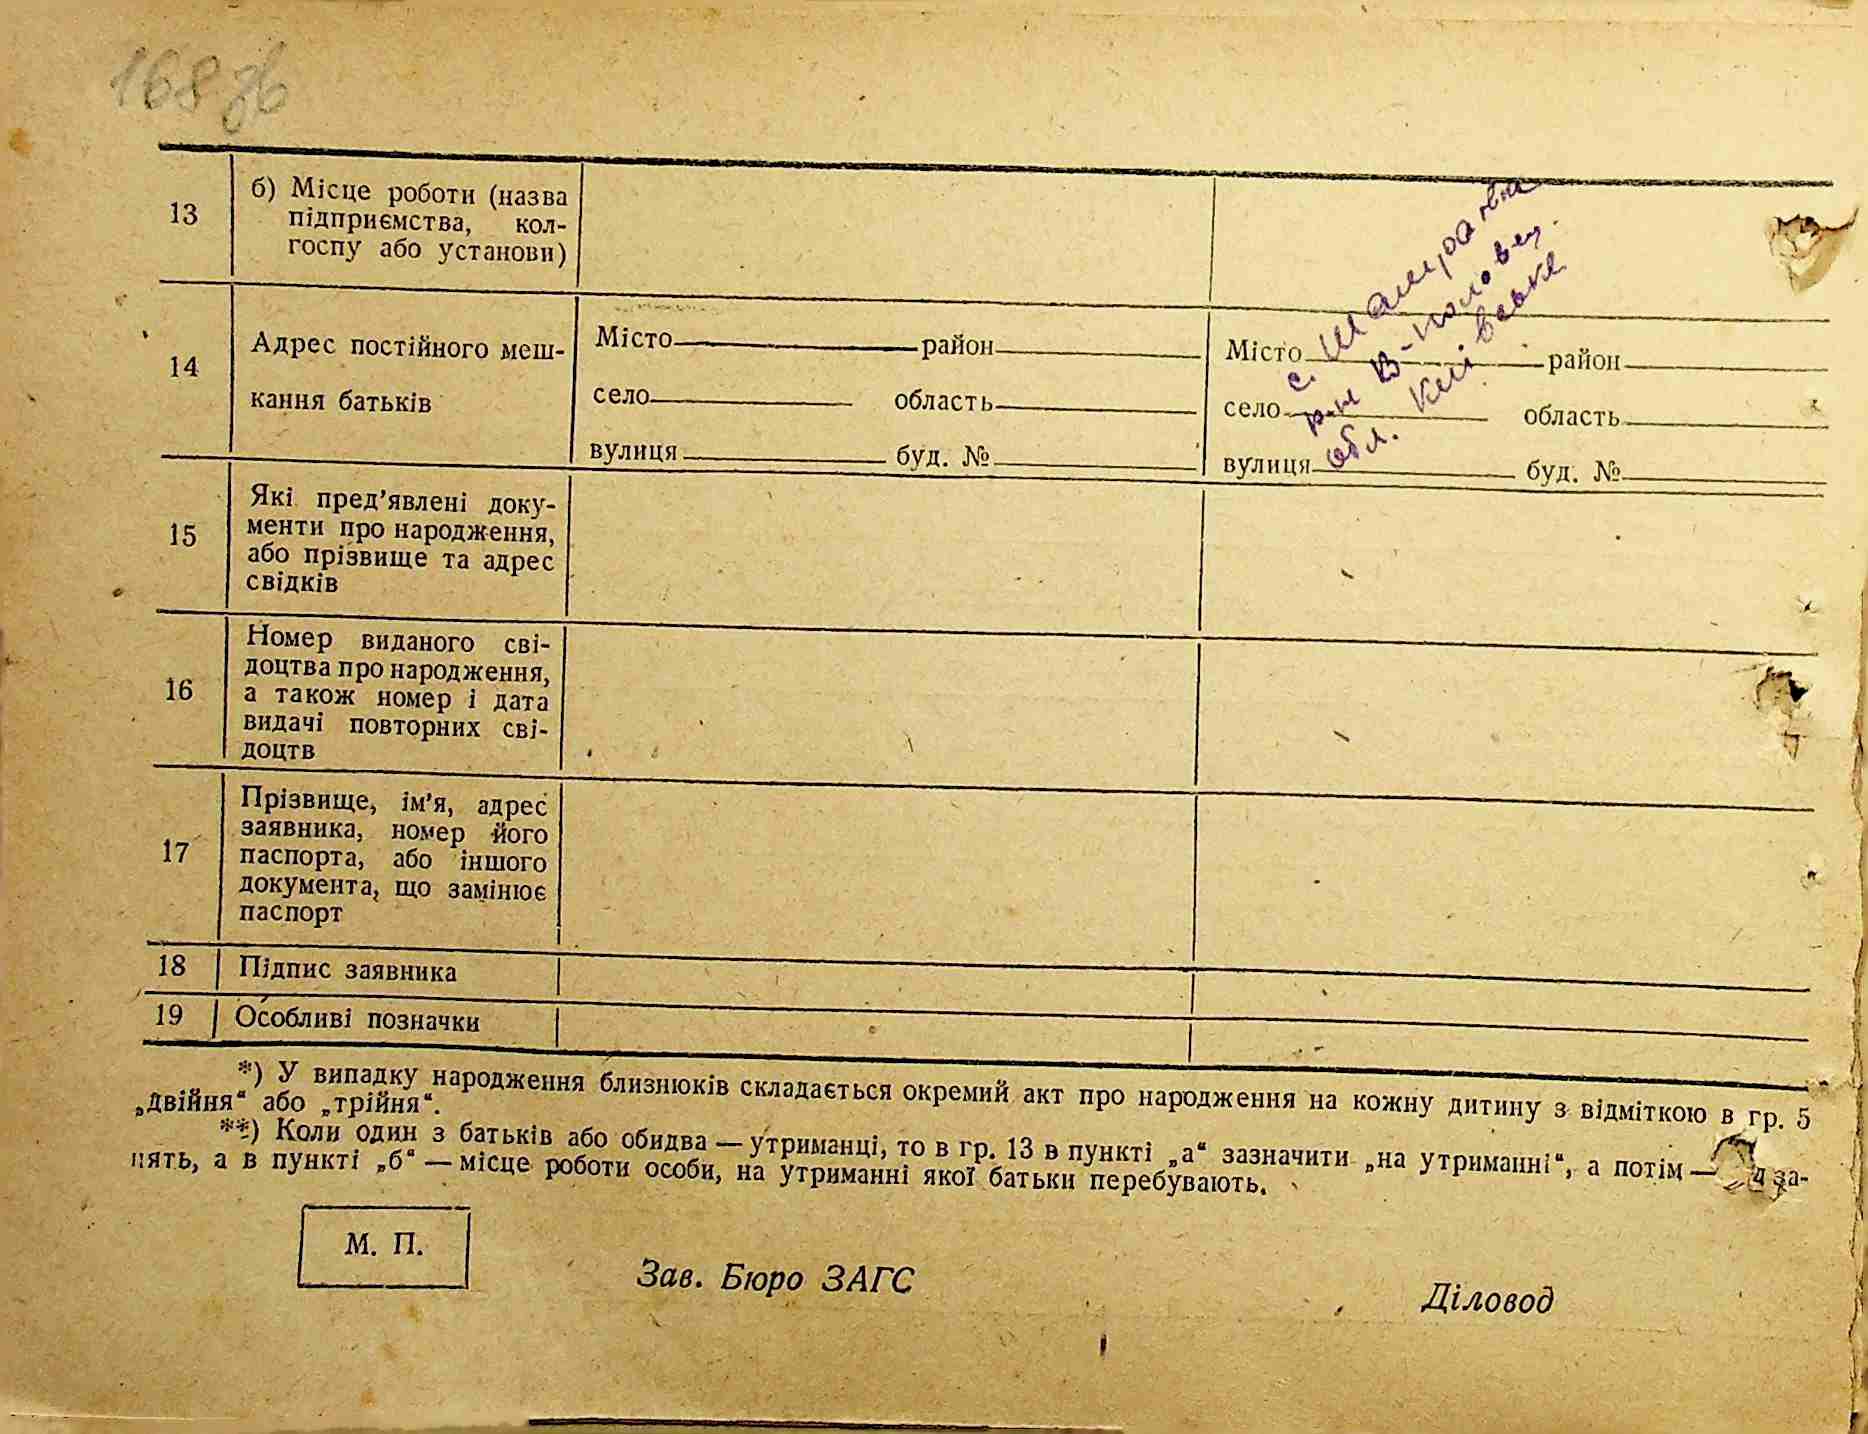 168 зв
13
б) Місце роботи (назва
підприємства, кол-
госпу або установи)
14
Адрес постійного меш-
кання батьків
Місто район
село область
вулиця буд. №
Місто район
село область
вулиця буд. №
с. Шамраївка
р-н В-Половец.
обл. Київська
15
Які пред'явлені доку-
менти про народження,
або прізвище та адрес
свідків
16
Номер виданого сві-
доцтва про народження,
а також номер і дата
видачі повторних сві-
доцтв
17
Прізвище, ім'я, адрес
заявника, номер його
паспорта, або іншого
документа, що замінює
паспорт
18 Підпис заявника
19 Особливі позначки
*) У випадку народження близнюків складається окремий акт про народження на кожну дитину з відміткою в гр. 5
„двійня“ або „трійня“.
**) Коли один з батьків або обидва — утриманці, то в гр. 13 в пункті „а“ зазначити „на утриманні“, а потім — за-
нять, а в пункті „б“ — місце роботи особи, на утриманні якої батьки перебувають.
М. П.
Зав. Бюро ЗАГС
Діловод